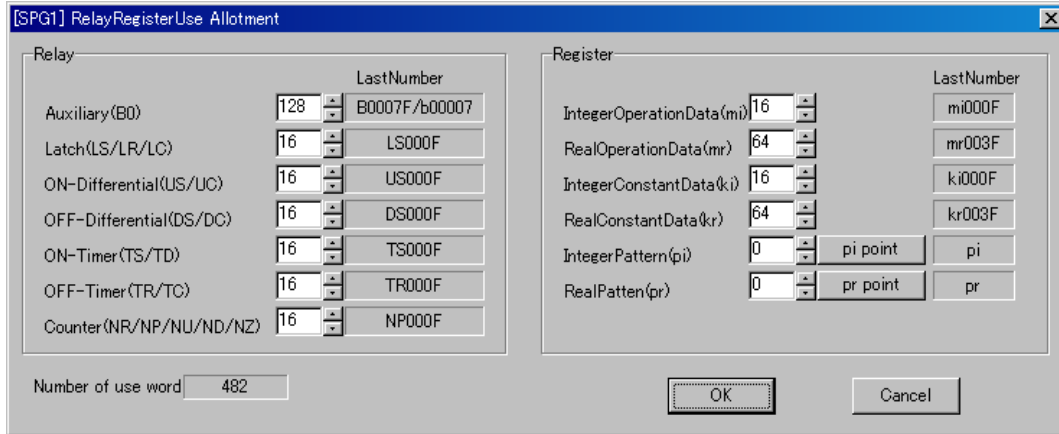 [SPG1] RelayRegisterUse Allotment
Relay
LastNumber
Auxiliary(B0) 128 B0007F/b00007
Latch(LS/LR/LC) 16 LS000F
ON-Differential(US/UC) 16 US000F
OFF-Differential(DS/DC) 16 DS000F
ON-Timer(TS/TD) 16 TS000F
OFF-Timer(TR/TC) 16 TR000F
Counter(NR/NP/NU/ND/NZ) 16 NP000F
Register
LastNumber
IntegerOperationData(mi) 16 mi000F
RealOperationData(mr) 64 mr003F
IntegerConstantData(ki) 16 ki000F
RealConstantData(kr) 64 kr003F
IntegerPattern(pi) 0 pi point pi
RealPatten(pr) 0 pr point pr
Number of use word 482
OK Cancel